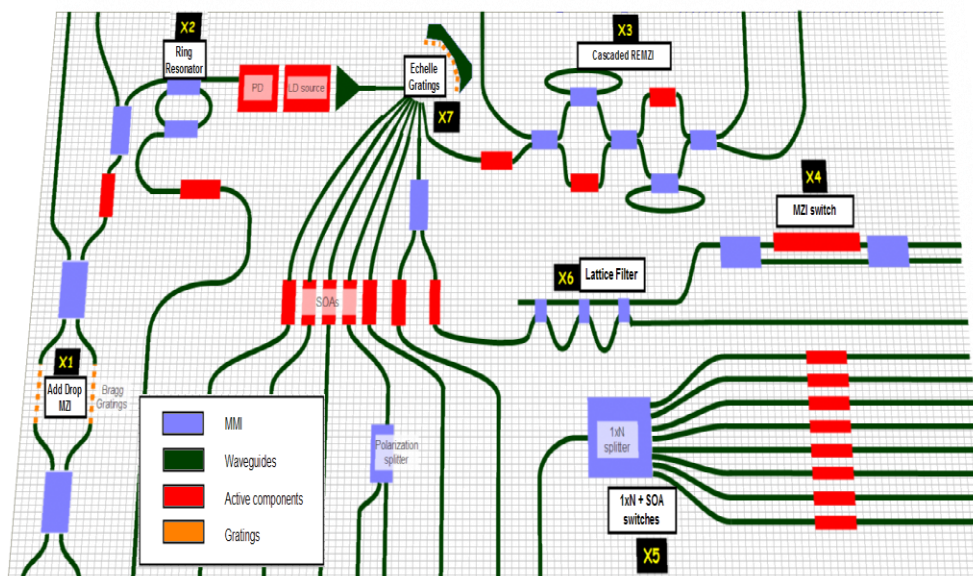 X2
Ring
Resonator
PD
LD source
Echelle
Gratings
X7
X3
Cascaded REMZI
X4
MZI switch
X6
Lattice Filter
SOAs
X1
Add Drop
MZI
Bragg
Gratings
MMI
Waveguides
Active components
Gratings
Polarization
splitter
1xN
splitter
1xN + SOA
switches
X5